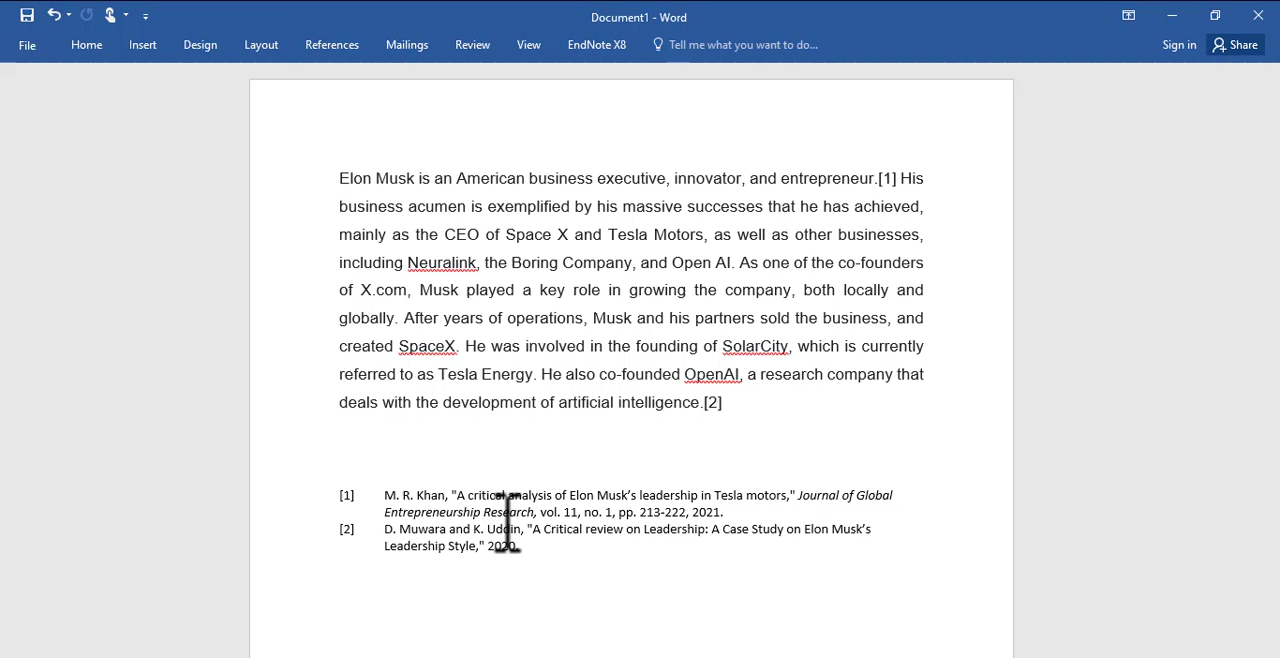 Document1 - Word
File Home Insert Design Layout References Mailings Review View EndNote X8 Tell me what you want to do... Sign in Share
Elon Musk is an American business executive, innovator, and entrepreneur.[1] His
business acumen is exemplified by his massive successes that he has achieved,
mainly as the CEO of Space X and Tesla Motors, as well as other businesses,
including Neuralink, the Boring Company, and Open AI. As one of the co-founders
of X.com, Musk played a key role in growing the company, both locally and
globally. After years of operations, Musk and his partners sold the business, and
created SpaceX. He was involved in the founding of SolarCity, which is currently
referred to as Tesla Energy. He also co-founded OpenAI, a research company that
deals with the development of artificial intelligence.[2]
[1] M. R. Khan, "A critical analysis of Elon Musk’s leadership in Tesla motors," Journal of Global
Entrepreneurship Research, vol. 11, no. 1, pp. 213-222, 2021.
[2] D. Muwara and K. Uddin, "A Critical review on Leadership: A Case Study on Elon Musk’s
Leadership Style," 2020.